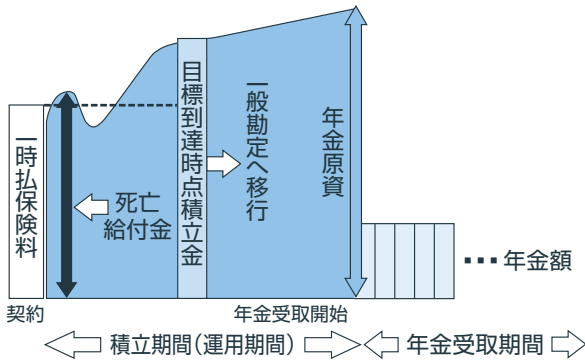 一時払保険料
死亡
給付金
目標到達時点積立金
一般勘定へ移行
年金原資
…年金額
契約
年金受取開始
積立期間(運用期間)
年金受取期間